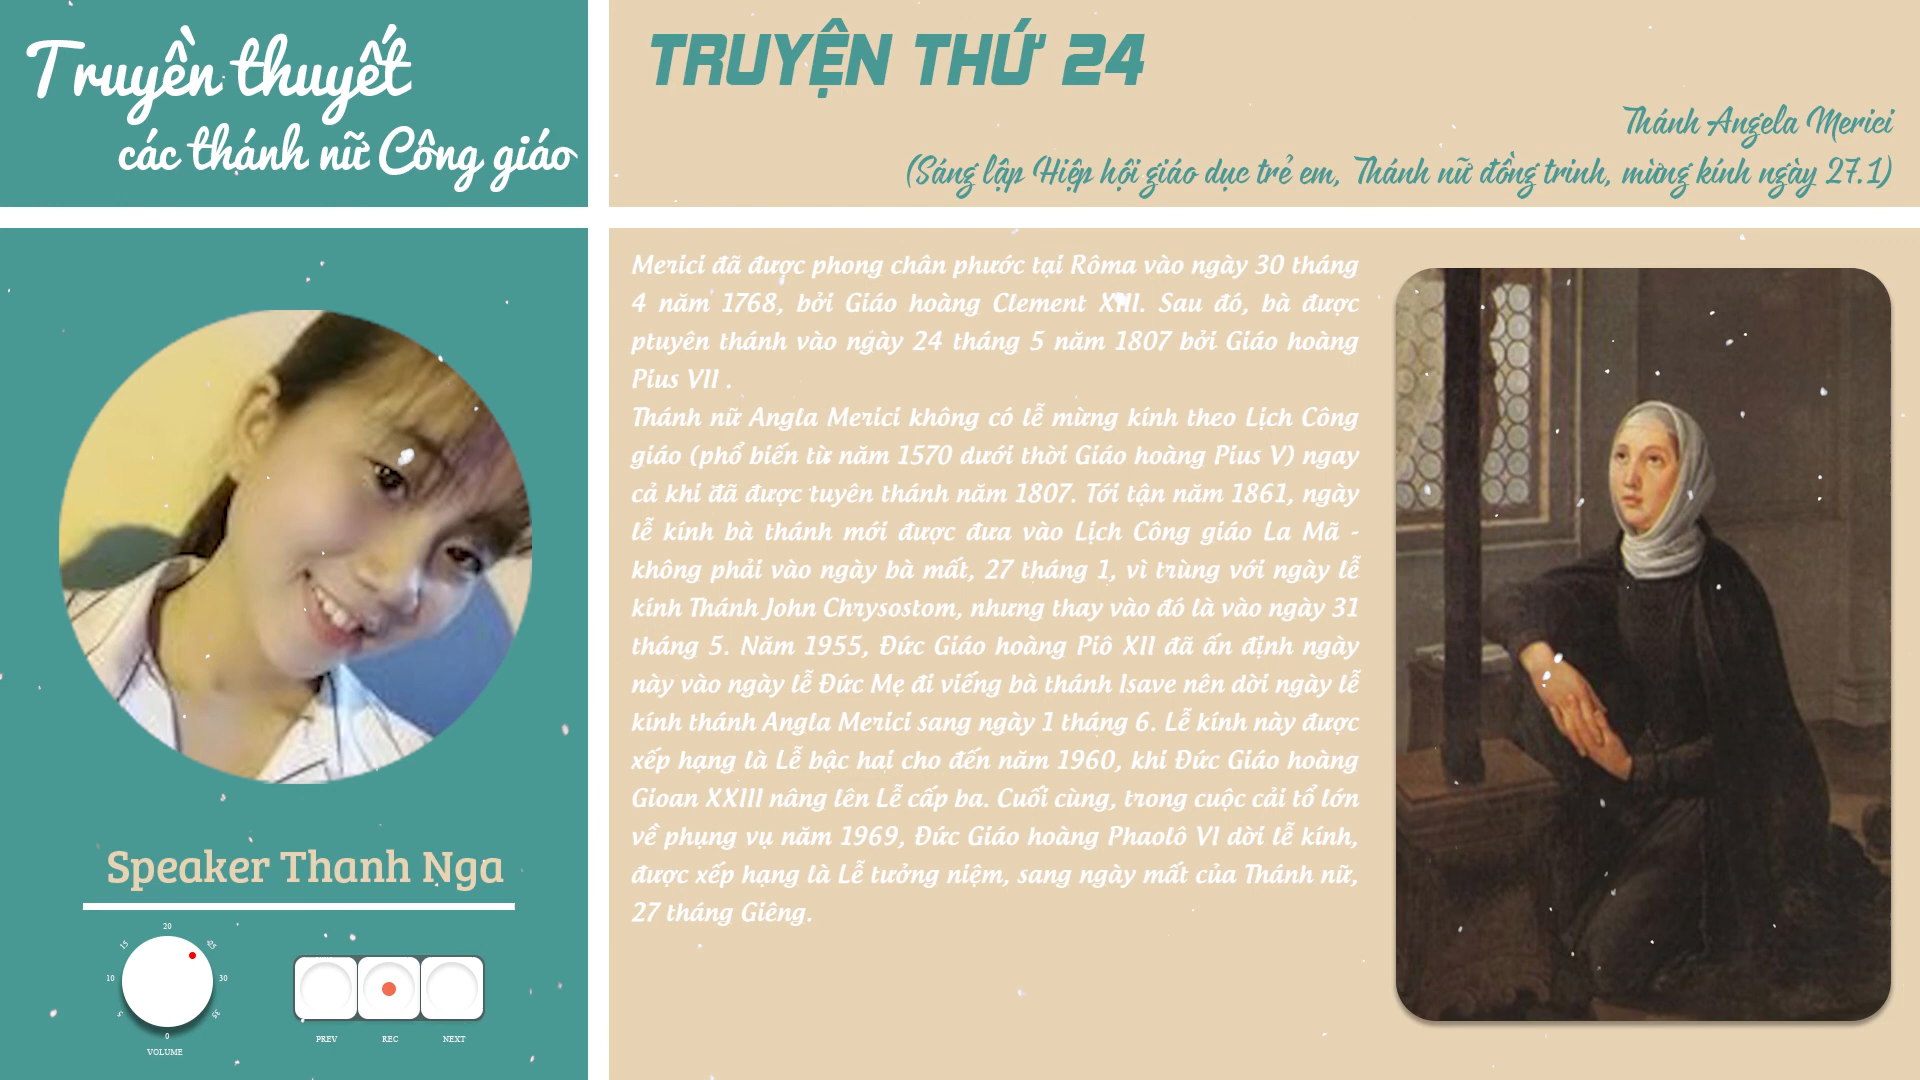 Truyền thuyết
các thánh nữ Công giáo
TRUYỆN THỨ 24
Thánh Angela Merici
(Sáng lập Hiệp hội giáo dục trẻ em, Thánh nữ đồng trinh, mừng kính ngày 27.1)
Merici đã được phong chân phước tại Rôma vào ngày 30 tháng
4 năm 1768, bởi Giáo hoàng Clement XIII. Sau đó, bà được
ptuyên thánh vào ngày 24 tháng 5 năm 1807 bởi Giáo hoàng
Pius VII .
Thánh nữ Angla Merici không có lễ mừng kính theo Lịch Công
giáo (phổ biến từ năm 1570 dưới thời Giáo hoàng Pius V) ngay
cả khi đã được tuyên thánh năm 1807. Tới tận năm 1861, ngày
lễ kính bà thánh mới được đưa vào Lịch Công giáo La Mã -
không phải vào ngày bà mất, 27 tháng 1, vì trùng với ngày lễ
kính Thánh John Chrysostom, nhưng thay vào đó là vào ngày 31
tháng 5. Năm 1955, Đức Giáo hoàng Piô XII đã ấn định ngày
này vào ngày lễ Đức Mẹ đi viếng bà thánh Isave nên dời ngày lễ
kính thánh Angla Merici sang ngày 1 tháng 6. Lễ kính này được
xếp hạng là Lễ bậc hai cho đến năm 1960, khi Đức Giáo hoàng
Gioan XXIII nâng lên Lễ cấp ba. Cuối cùng, trong cuộc cải tổ lớn
về phụng vụ năm 1969, Đức Giáo hoàng Phaolô VI dời lễ kính,
được xếp hạng là Lễ tưởng niệm, sang ngày mất của Thánh nữ,
27 tháng Giêng.
Speaker Thanh Nga
0 5 10 15 20 25 30 35
VOLUME
PREV REC NEXT